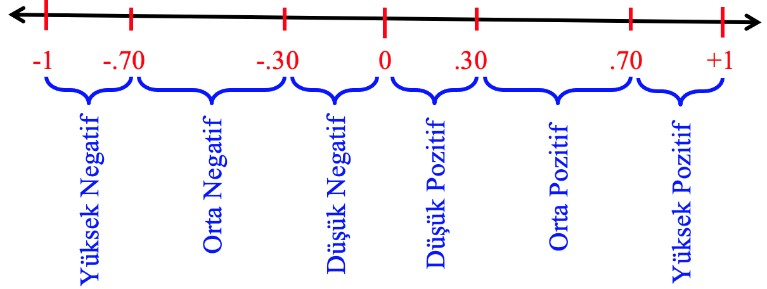 -1 -.70 -.30 0 .30 .70 +1
Yüksek Negatif
Orta Negatif
Düşük Negatif
Düşük Pozitif
Orta Pozitif
Yüksek Pozitif